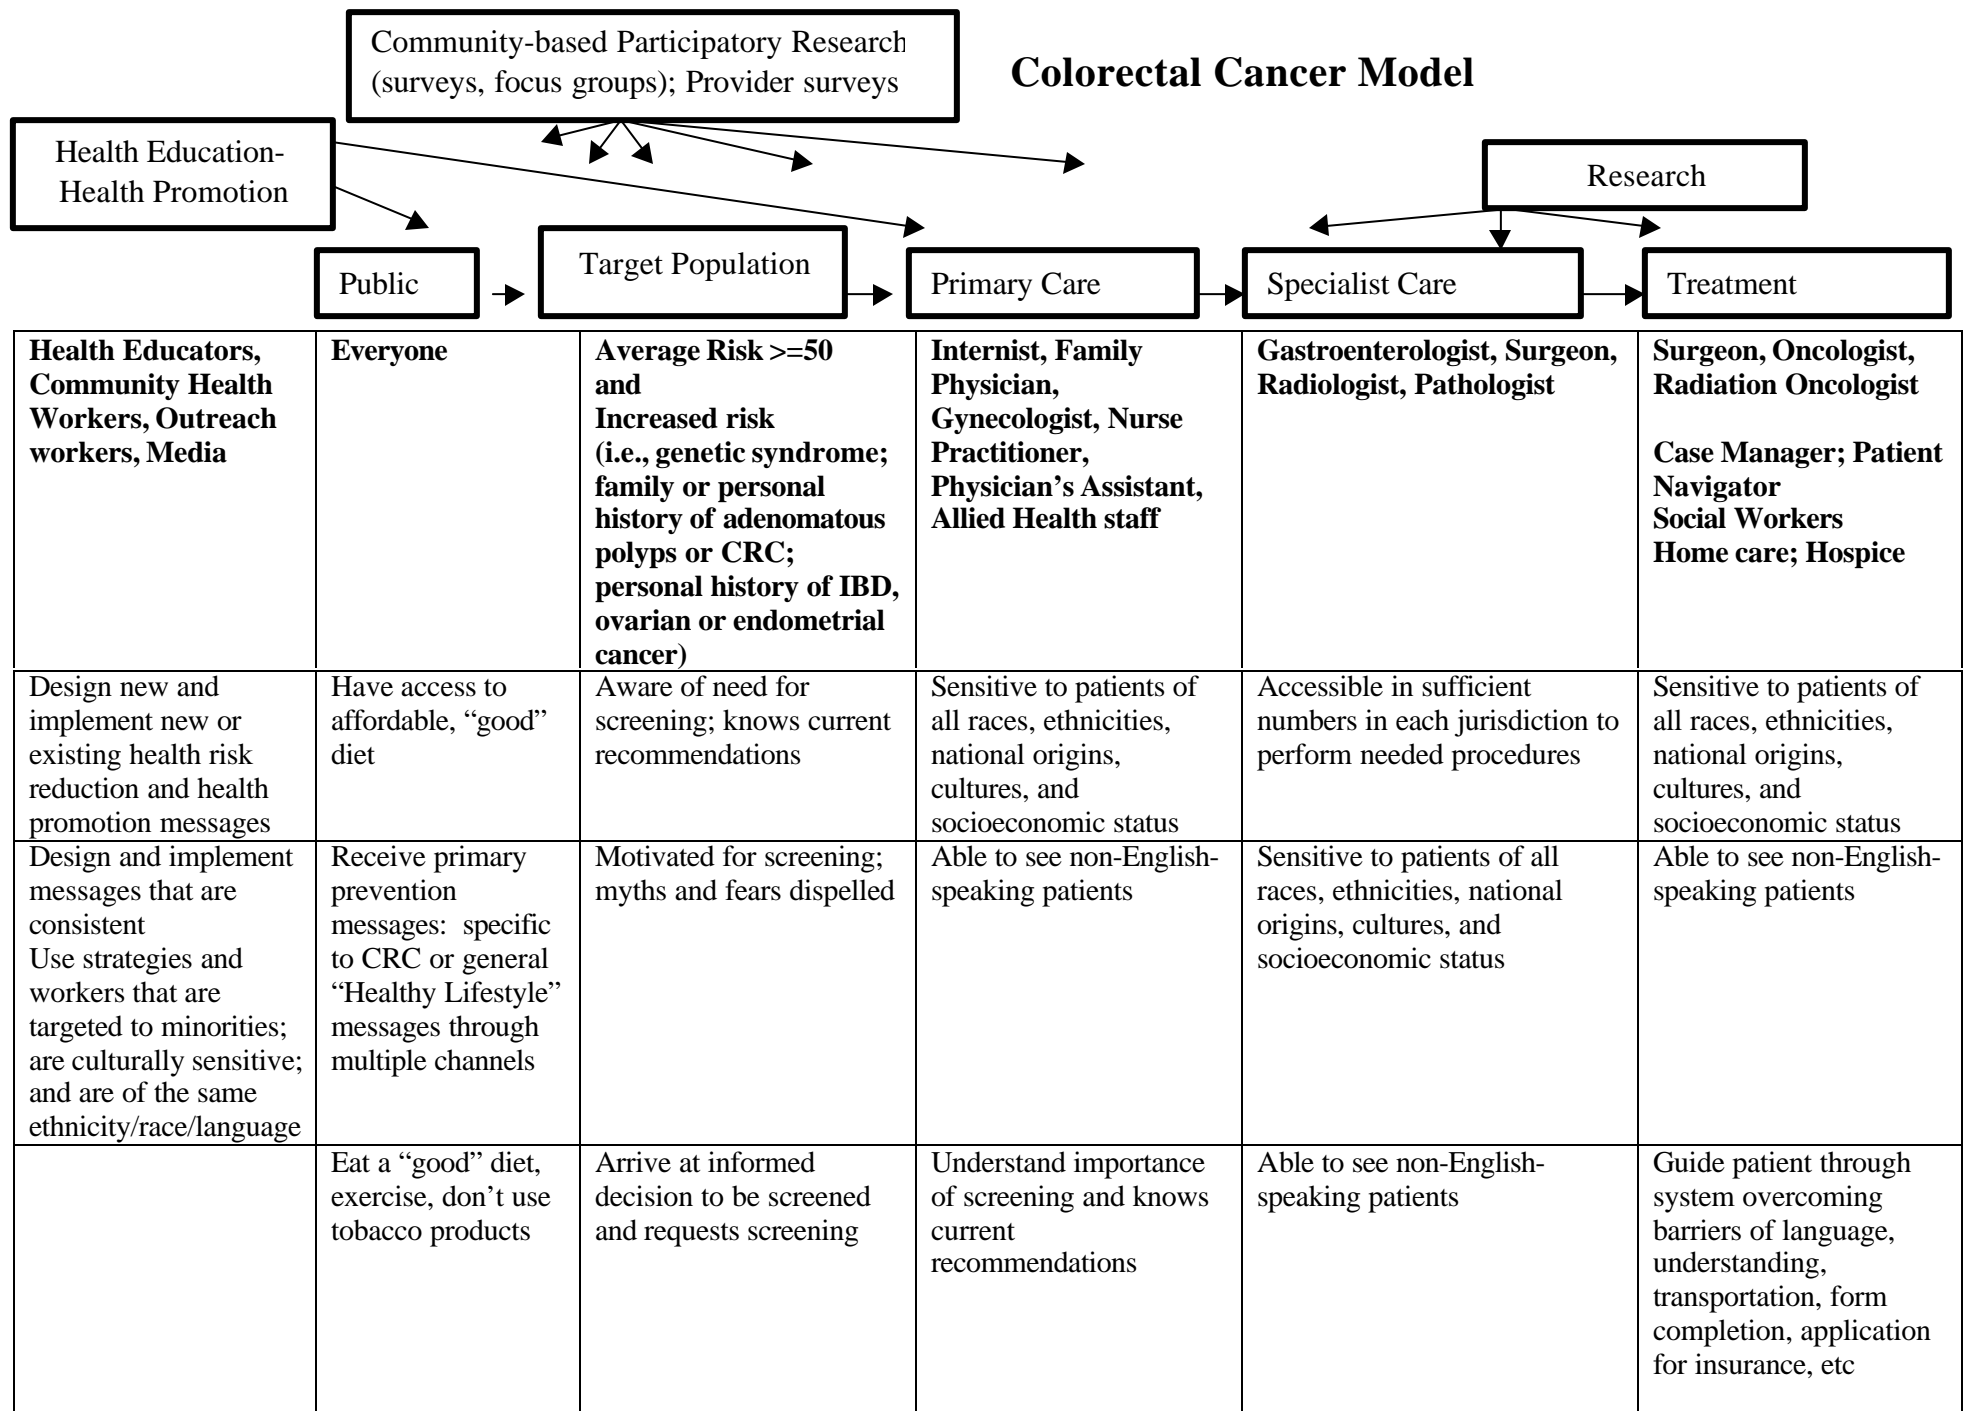 Community-based Participatory Research
(surveys, focus groups); Provider surveys
Colorectal Cancer Model
Health Education-
Health Promotion
Research
Public
Target Population
Primary Care
Specialist Care
Treatment
Health Educators,
Community Health
Workers, Outreach
workers, Media
Everyone
Average Risk >=50
and
Increased risk
(i.e., genetic syndrome;
family or personal
history of adenomatous
polyps or CRC;
personal history of IBD,
ovarian or endometrial
cancer)
Internist, Family
Physician,
Gynecologist, Nurse
Practitioner,
Physician’s Assistant,
Allied Health staff
Gastroenterologist, Surgeon,
Radiologist, Pathologist
Surgeon, Oncologist,
Radiation Oncologist
Case Manager; Patient
Navigator
Social Workers
Home care; Hospice
Design new and
implement new or
existing health risk
reduction and health
promotion messages
Have access to
affordable, “good”
diet
Aware of need for
screening; knows current
recommendations
Sensitive to patients of
all races, ethnicities,
national origins,
cultures, and
socioeconomic status
Accessible in sufficient
numbers in each jurisdiction to
perform needed procedures
Sensitive to patients of
all races, ethnicities,
national origins,
cultures, and
socioeconomic status
Design and implement
messages that are
consistent
Use strategies and
workers that are
targeted to minorities;
are culturally sensitive;
and are of the same
ethnicity/race/language
Receive primary
prevention
messages:  specific
to CRC or general
“Healthy Lifestyle”
messages through
multiple channels
Motivated for screening;
myths and fears dispelled
Able to see non-English-
speaking patients
Sensitive to patients of all
races, ethnicities, national
origins, cultures, and
socioeconomic status
Able to see non-English-
speaking patients
Eat a “good” diet,
exercise, don’t use
tobacco products
Arrive at informed
decision to be screened
and requests screening
Understand importance
of screening and knows
current
recommendations
Able to see non-English-
speaking patients
Guide patient through
system overcoming
barriers of language,
understanding,
transportation, form
completion, application
for insurance, etc